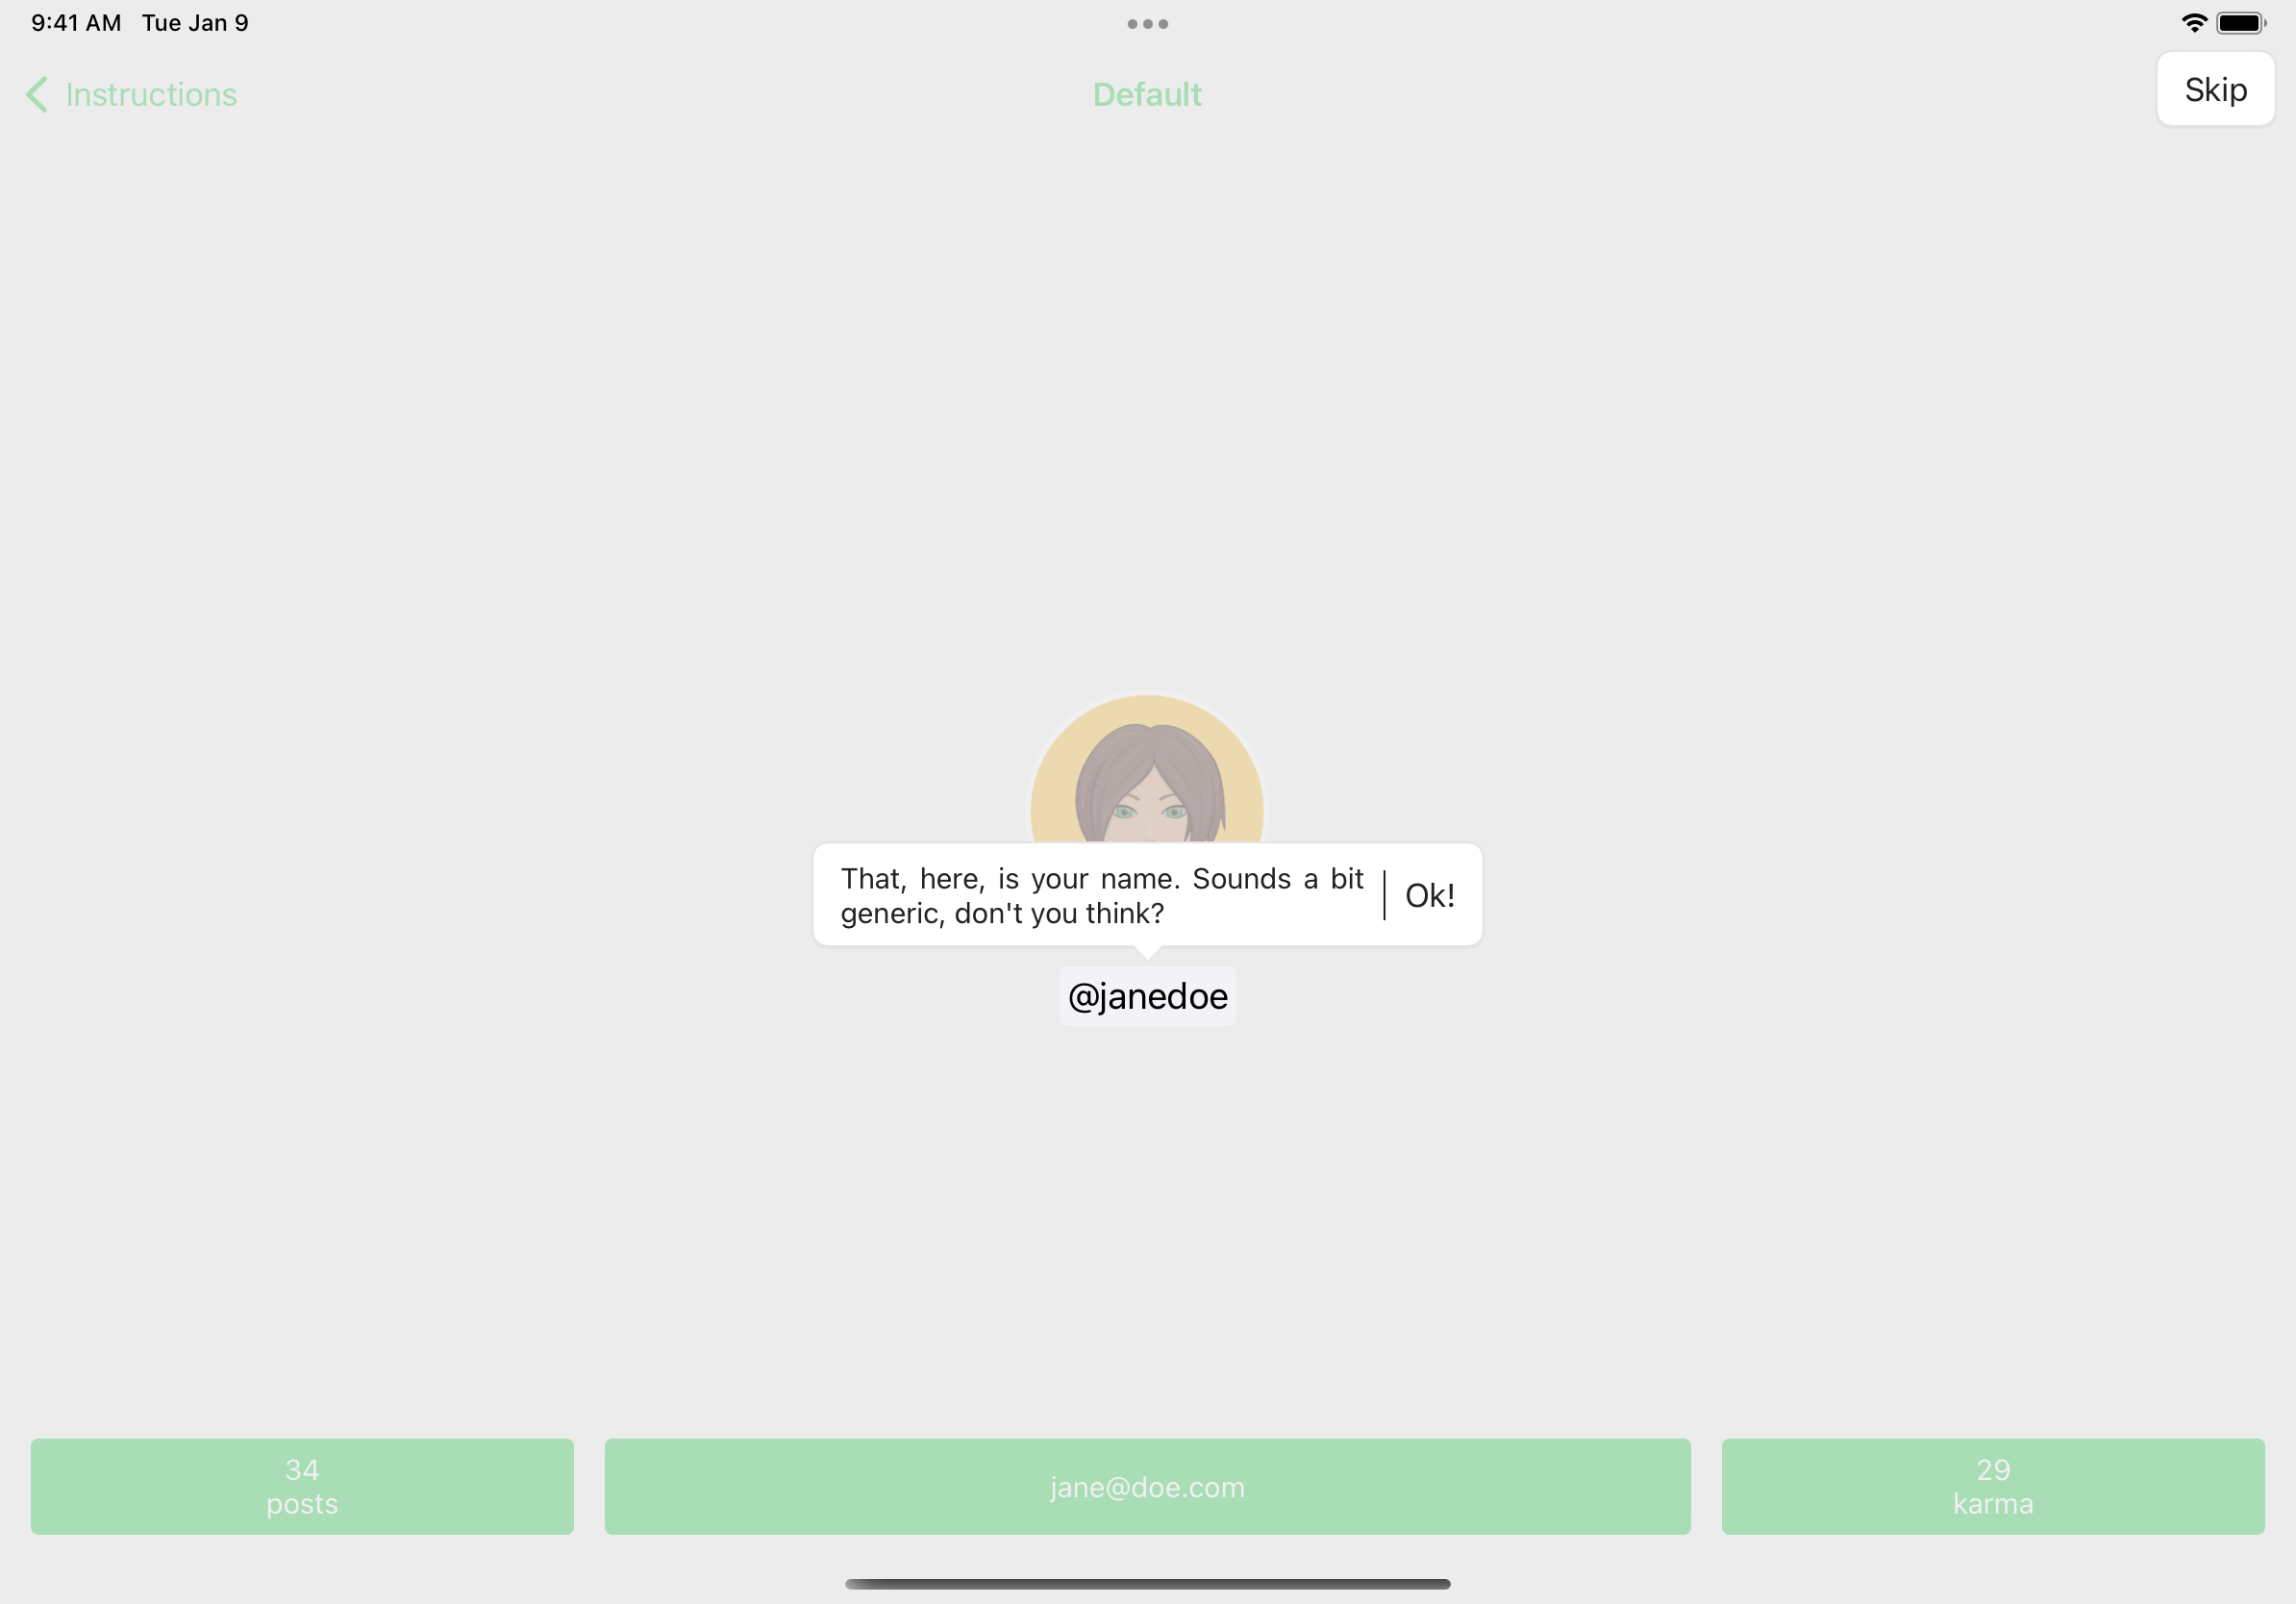 9:41 AM Tue Jan 9
Instructions
Default
Skip
That, here, is your name. Sounds a bit
generic, don't you think?
Ok!
@janedoe
34
posts
jane@doe.com
29
karma